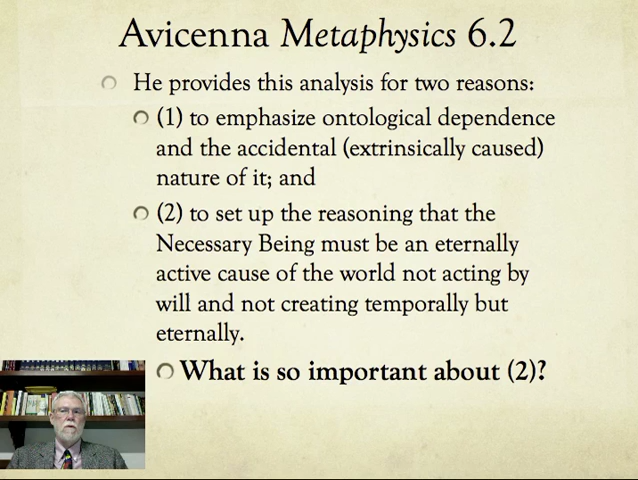 Avicenna Metaphysics 6.2
He provides this analysis for two reasons:
(1) to emphasize ontological dependence
and the accidental (extrinsically caused)
nature of it; and
(2) to set up the reasoning that the
Necessary Being must be an eternally
active cause of the world not acting by
will and not creating temporally but
eternally.
What is so important about (2)?